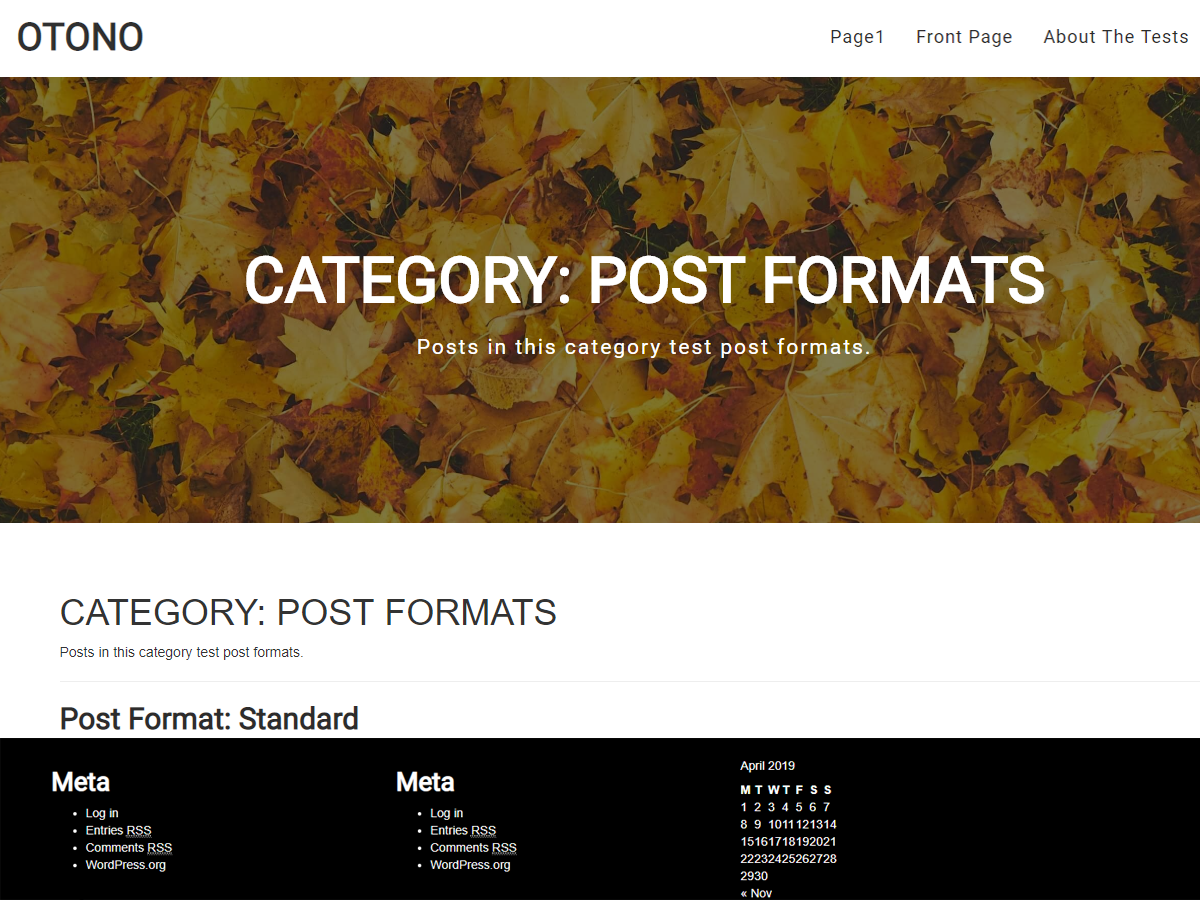 OTONO
Page1 Front Page About The Tests
CATEGORY: POST FORMATS
Posts in this category test post formats.
CATEGORY: POST FORMATS
Posts in this category test post formats.
Post Format: Standard
Meta
Log in
Entries RSS
Comments RSS
WordPress.org
Meta
Log in
Entries RSS
Comments RSS
WordPress.org
April 2019
M T W T F S S
1 2 3 4 5 6 7
8 9 10 11 12 13 14
15 16 17 18 19 20 21
22 23 24 25 26 27 28
29 30
« Nov